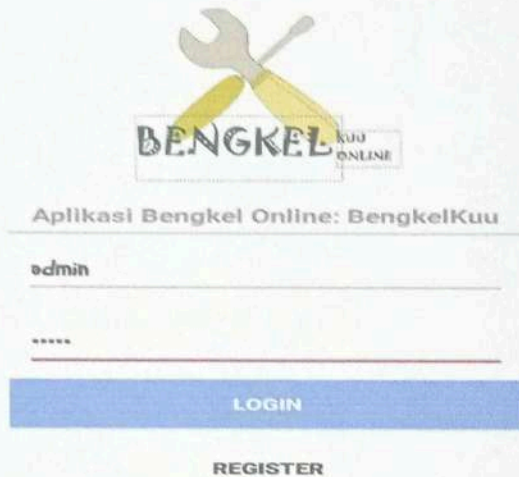 BENGKEL KUU
ONLINE
Aplikasi Bengkel Online: BengkelKuu
admin
•••••
LOGIN
REGISTER